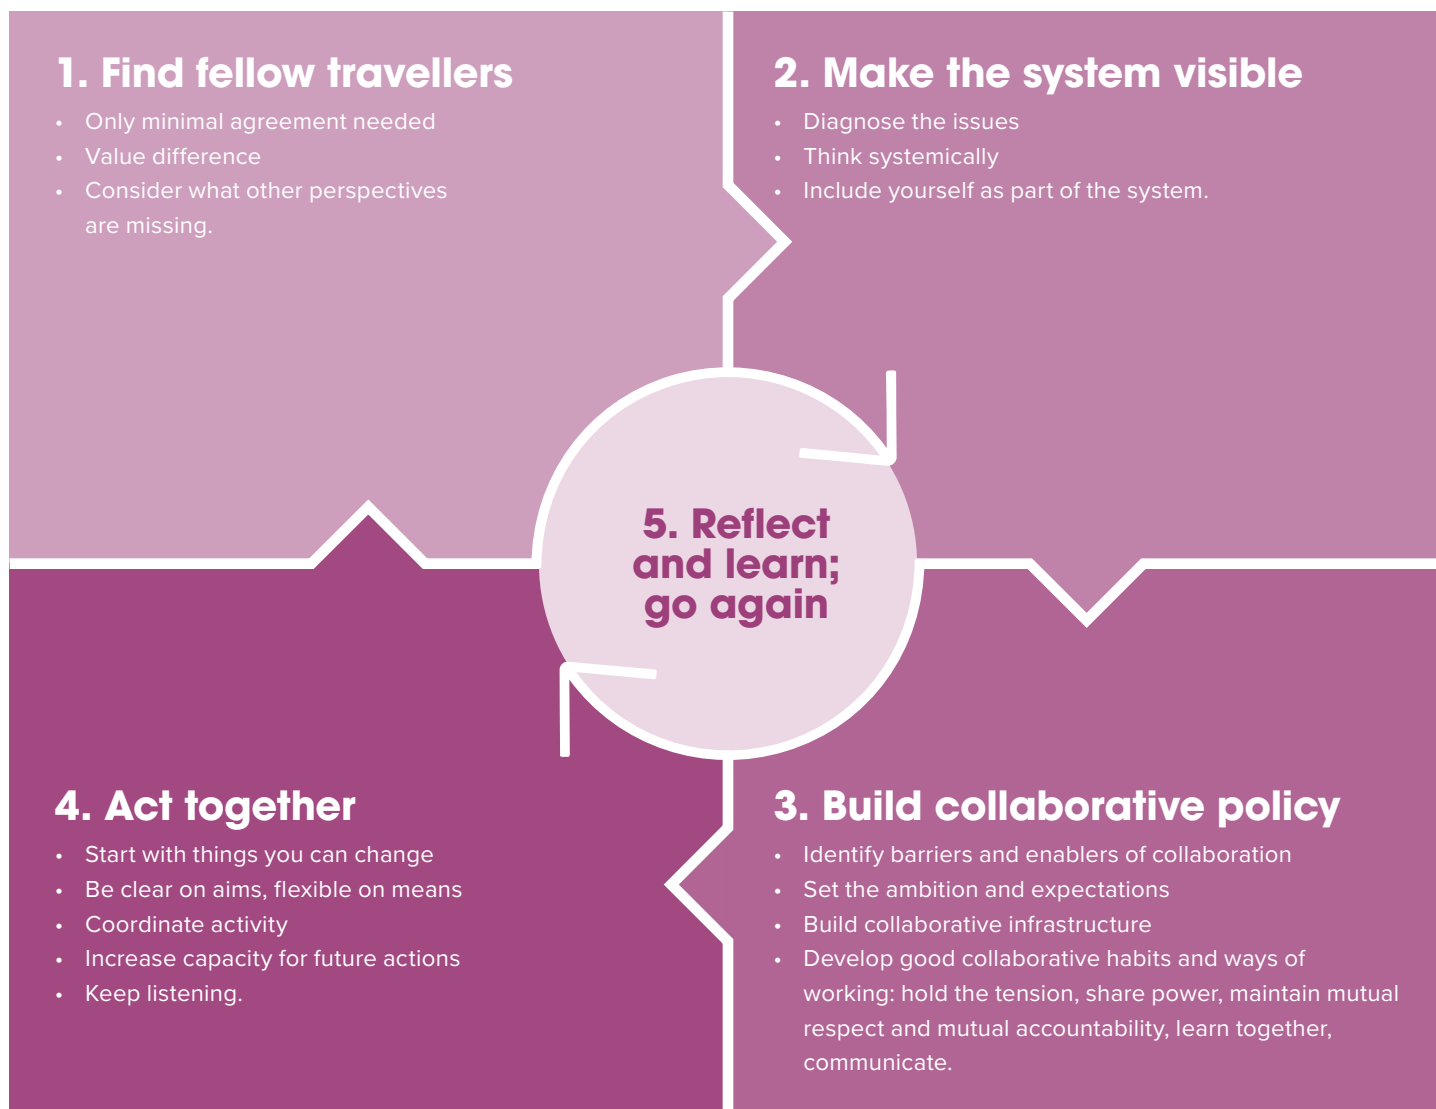 1. Find fellow travellers
• Only minimal agreement needed
• Value difference
• Consider what other perspectives
are missing.
2. Make the system visible
• Diagnose the issues
• Think systemically
• Include yourself as part of the system.
3. Build collaborative policy
• Identify barriers and enablers of collaboration
• Set the ambition and expectations
• Build collaborative infrastructure
• Develop good collaborative habits and ways of
working: hold the tension, share power, maintain mutual
respect and mutual accountability, learn together,
communicate.
4. Act together
• Start with things you can change
• Be clear on aims, flexible on means
• Coordinate activity
• Increase capacity for future actions
• Keep listening.
5. Reflect
and learn;
go again